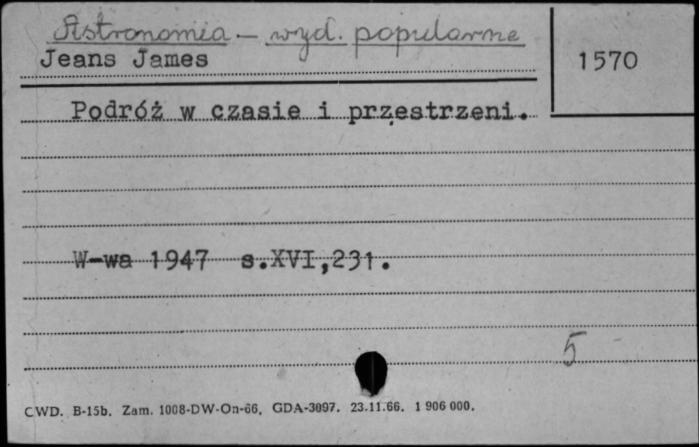 Astronomia - wyd. popularne
Jeans James
1570
Podróż w czasie i przestrzeni.
W-wa 1947 s.XVI,231.
5
CWD. B-15b. Zam. 1008-DW-On-66. GDA-3097. 23.11.66. 1 906 000.